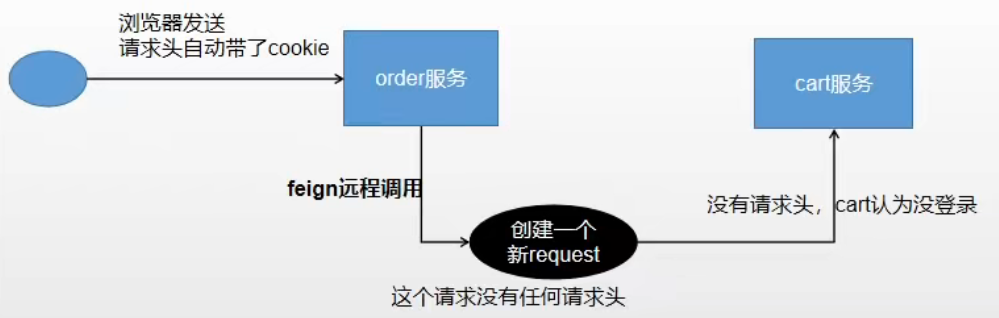 浏览器发送
请求头自动带了cookie
order服务
cart服务
feign远程调用
没有请求头，cart认为没登录
创建一个
新request
这个请求没有任何请求头